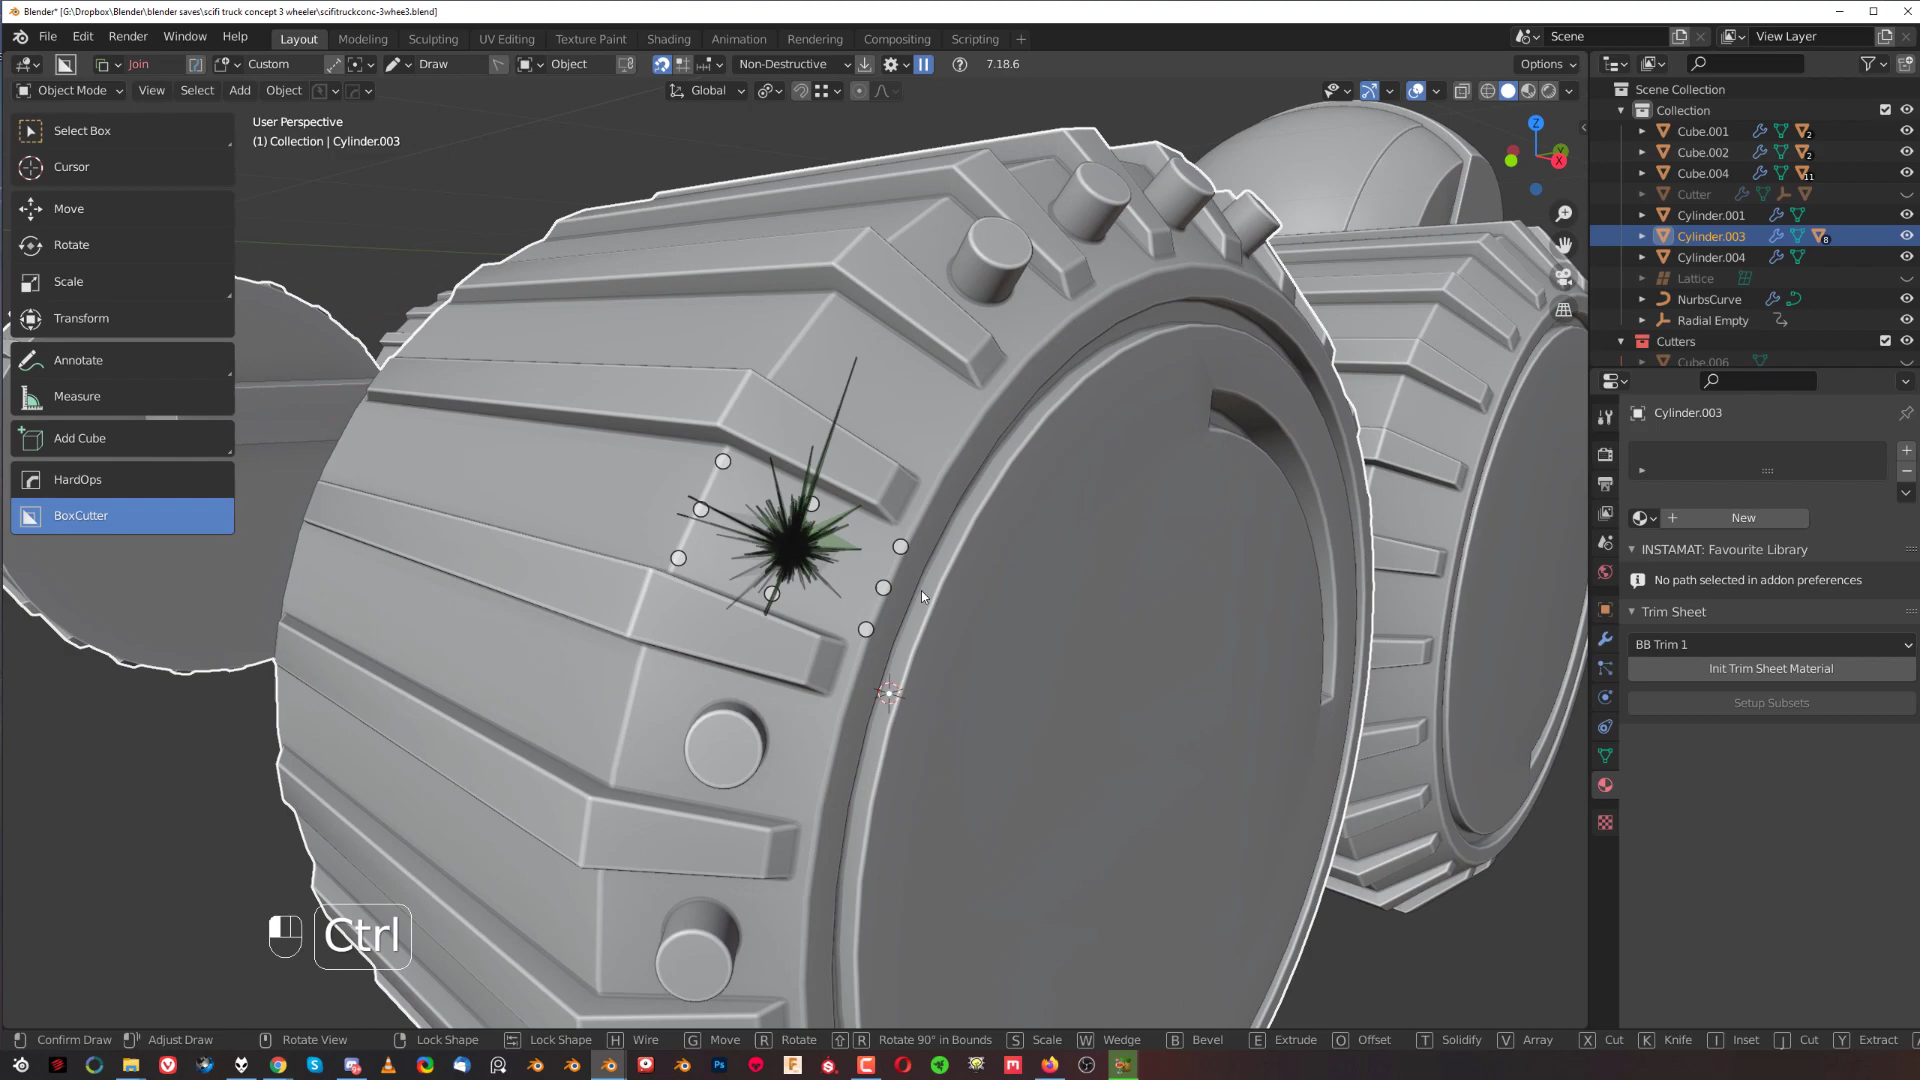 Blender* [G:\Dropbox\Blender\blender saves\scifi truck concept 3 wheeler\scifitruckconc-3whee3.blend]
File Edit Render Window Help Layout Modeling Sculpting UV Editing Texture Paint Shading Animation Rendering Compositing Scripting + Scene View Layer
Join Custom Draw Object Non-Destructive 7.18.6 Options
Object Mode View Select Add Object Global
User Perspective
(1) Collection | Cylinder.003
Select Box
Cursor
Move
Rotate
Scale
Transform
Annotate
Measure
Add Cube
HardOps
BoxCutter
Z
Y
X
Scene Collection
Collection
Cube.001 2
Cube.002 2
Cube.004 11
Cutter
Cylinder.001
Cylinder.003 8
Cylinder.004
Lattice
NurbsCurve
Radial Empty
Cutters
Cube.006
Cylinder.003
New
INSTAMAT: Favourite Library
No path selected in addon preferences
Trim Sheet
BB Trim 1
Init Trim Sheet Material
Setup Subsets
Ctrl
Confirm Draw Adjust Draw Rotate View Lock Shape Lock Shape H Wire G Move R Rotate R Rotate 90° in Bounds S Scale W Wedge B Bevel E Extrude O Offset T Solidify V Array X Cut K Knife I Inset J Cut Y Extract